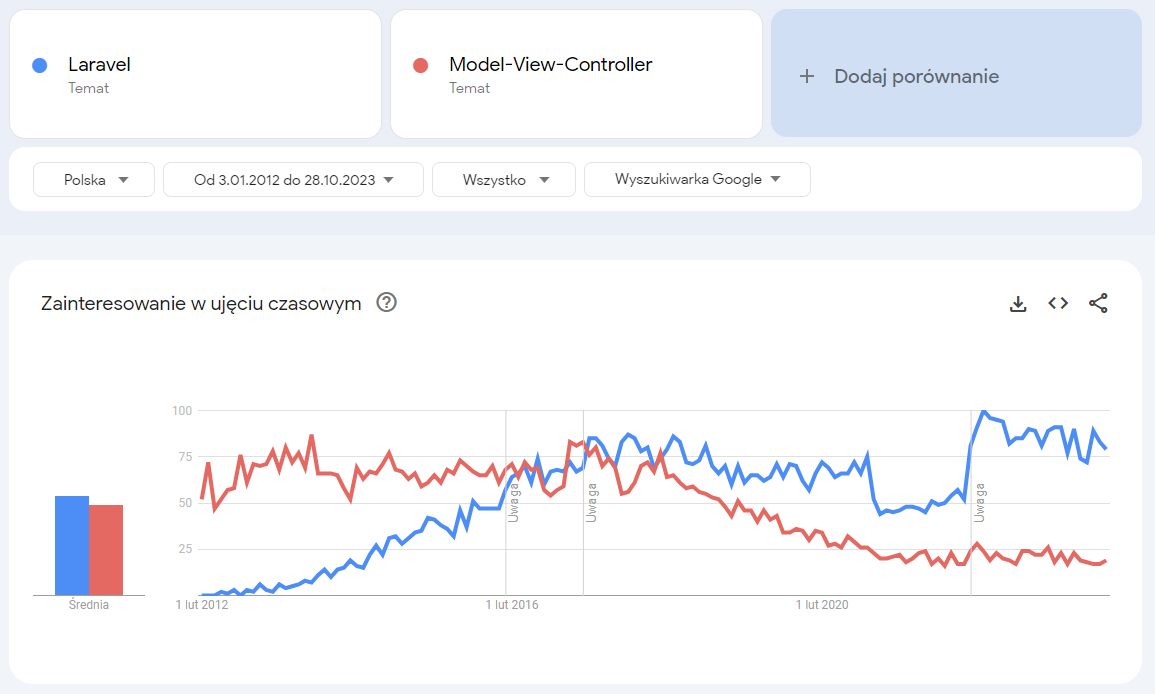 Laravel
Temat
Model-View-Controller
Temat
+ Dodaj porównanie
Polska
Od 3.01.2012 do 28.10.2023
Wszystko
Wyszukiwarka Google
Zainteresowanie w ujęciu czasowym
100
75
50
25
Uwaga
Uwaga
Uwaga
Średnia
1 lut 2012
1 lut 2016
1 lut 2020